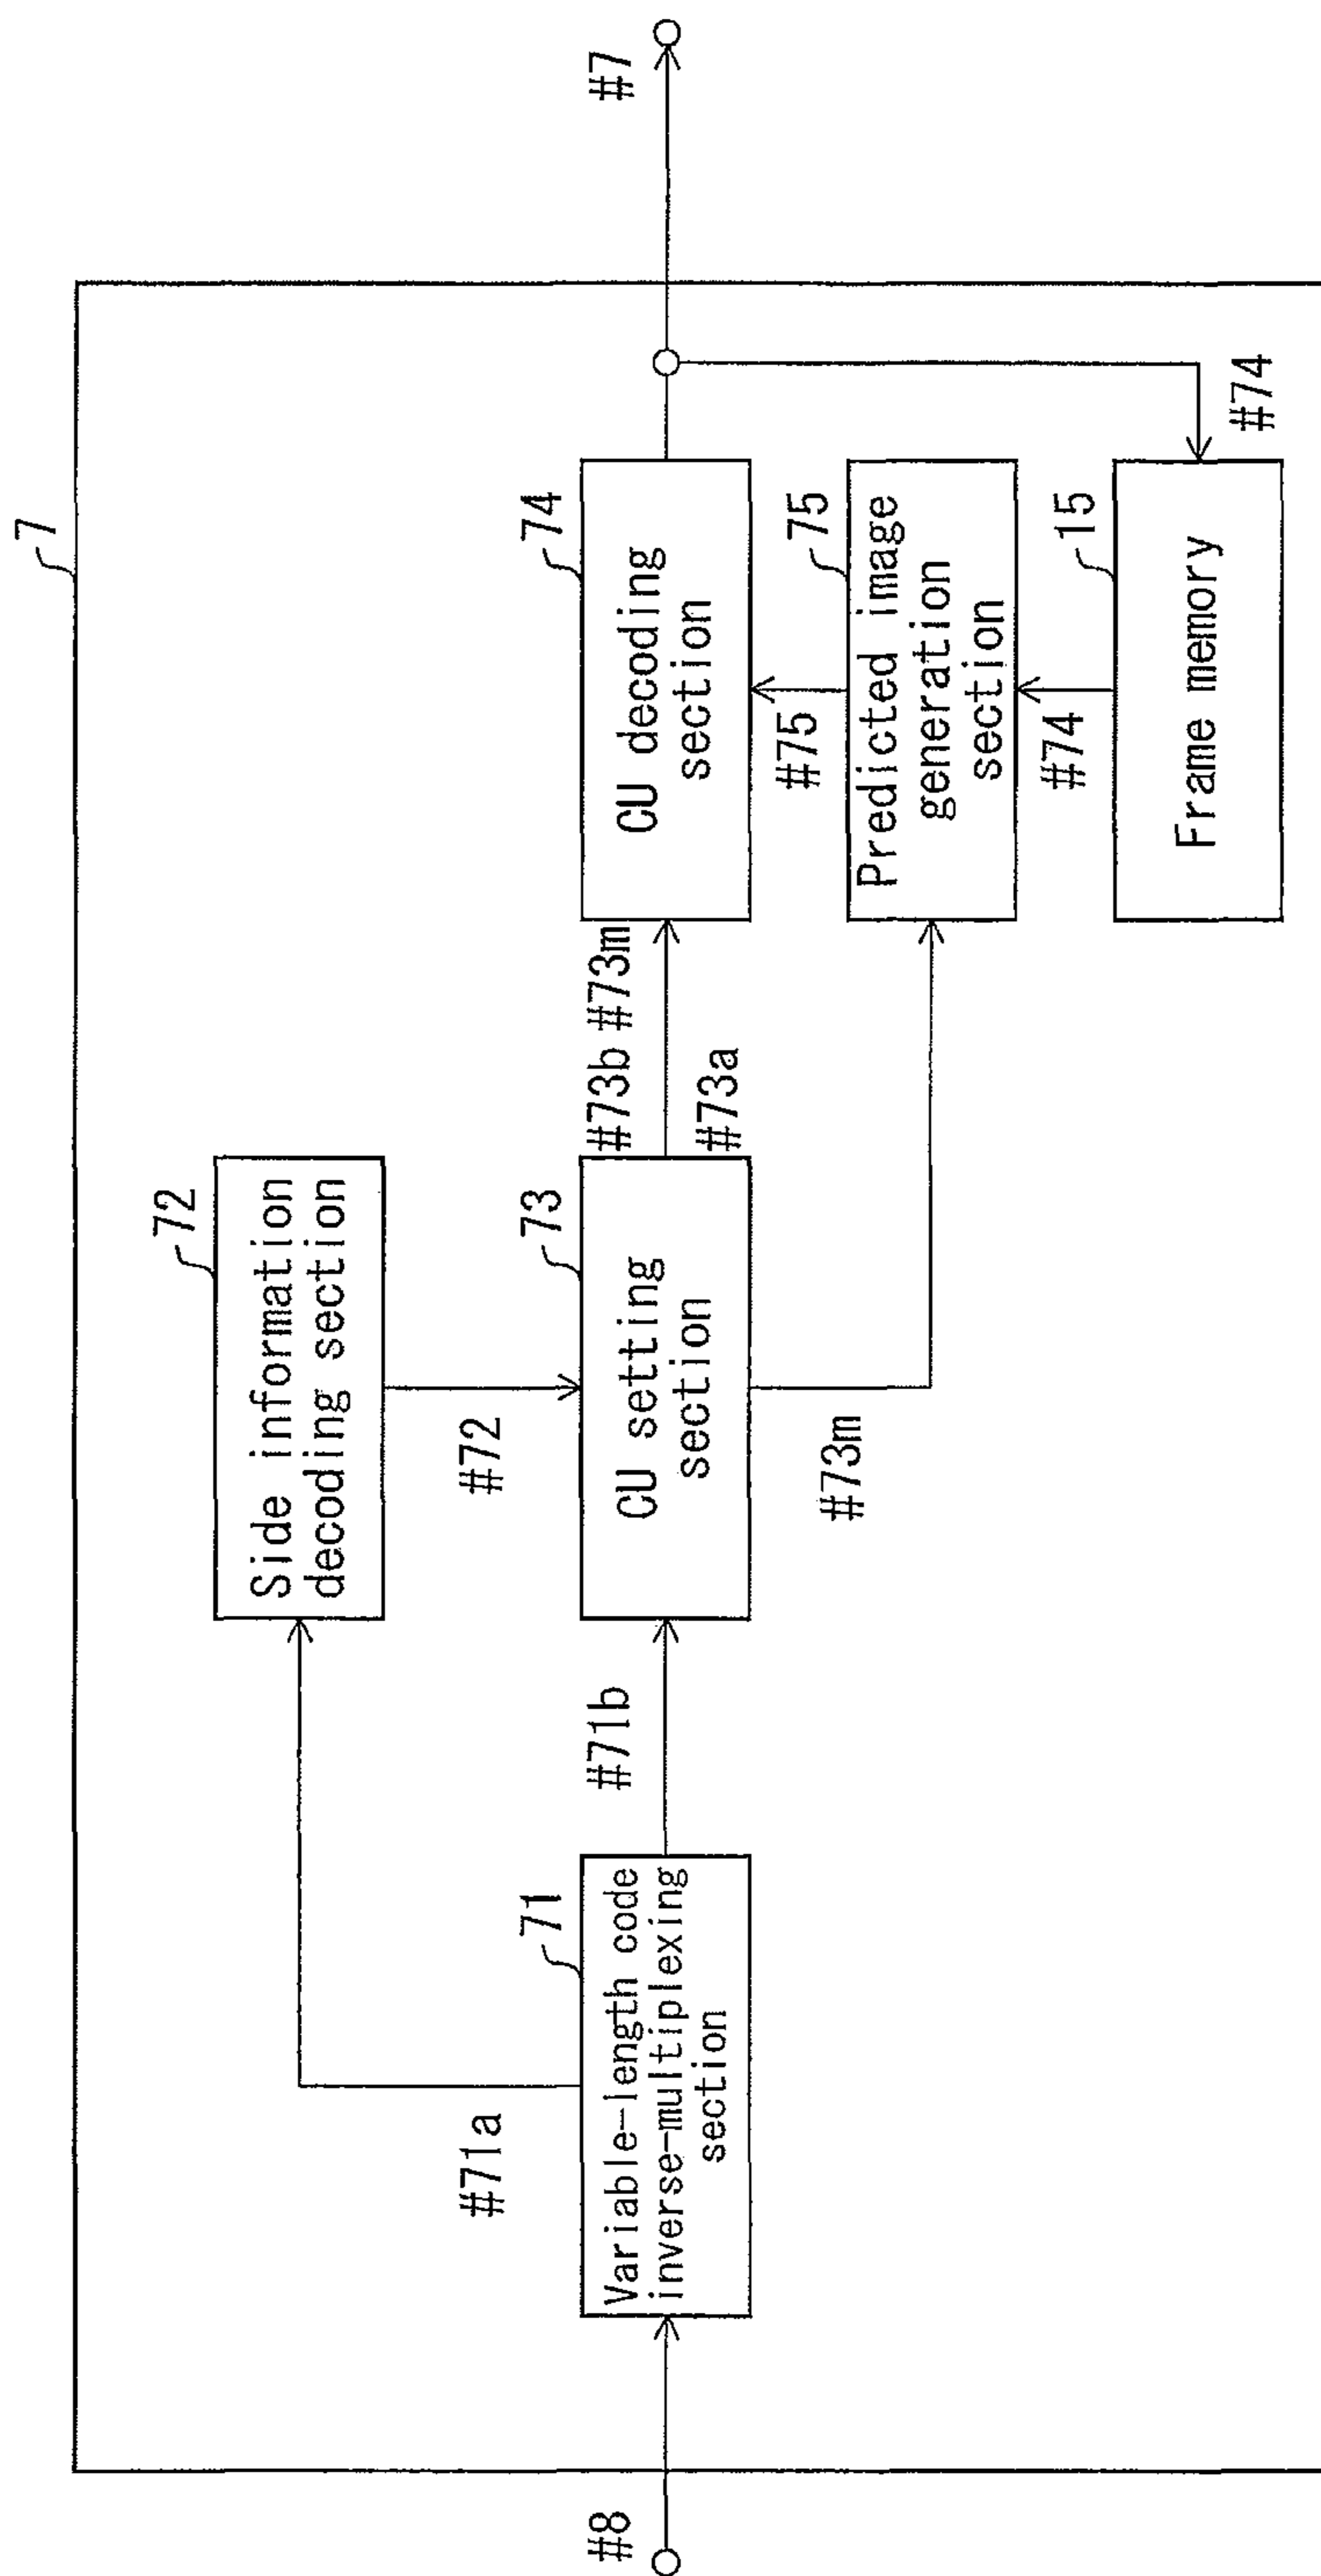 7
72
Side information
decoding section
#71a
#72
71
73
74
#8
#71b
#73b #73m
#7
Variable-length code
inverse-multiplexing
section
CU setting
section
CU decoding
section
#73a
#73m
#75
75
Predicted image
generation
section
#74
15
#74
Frame memory